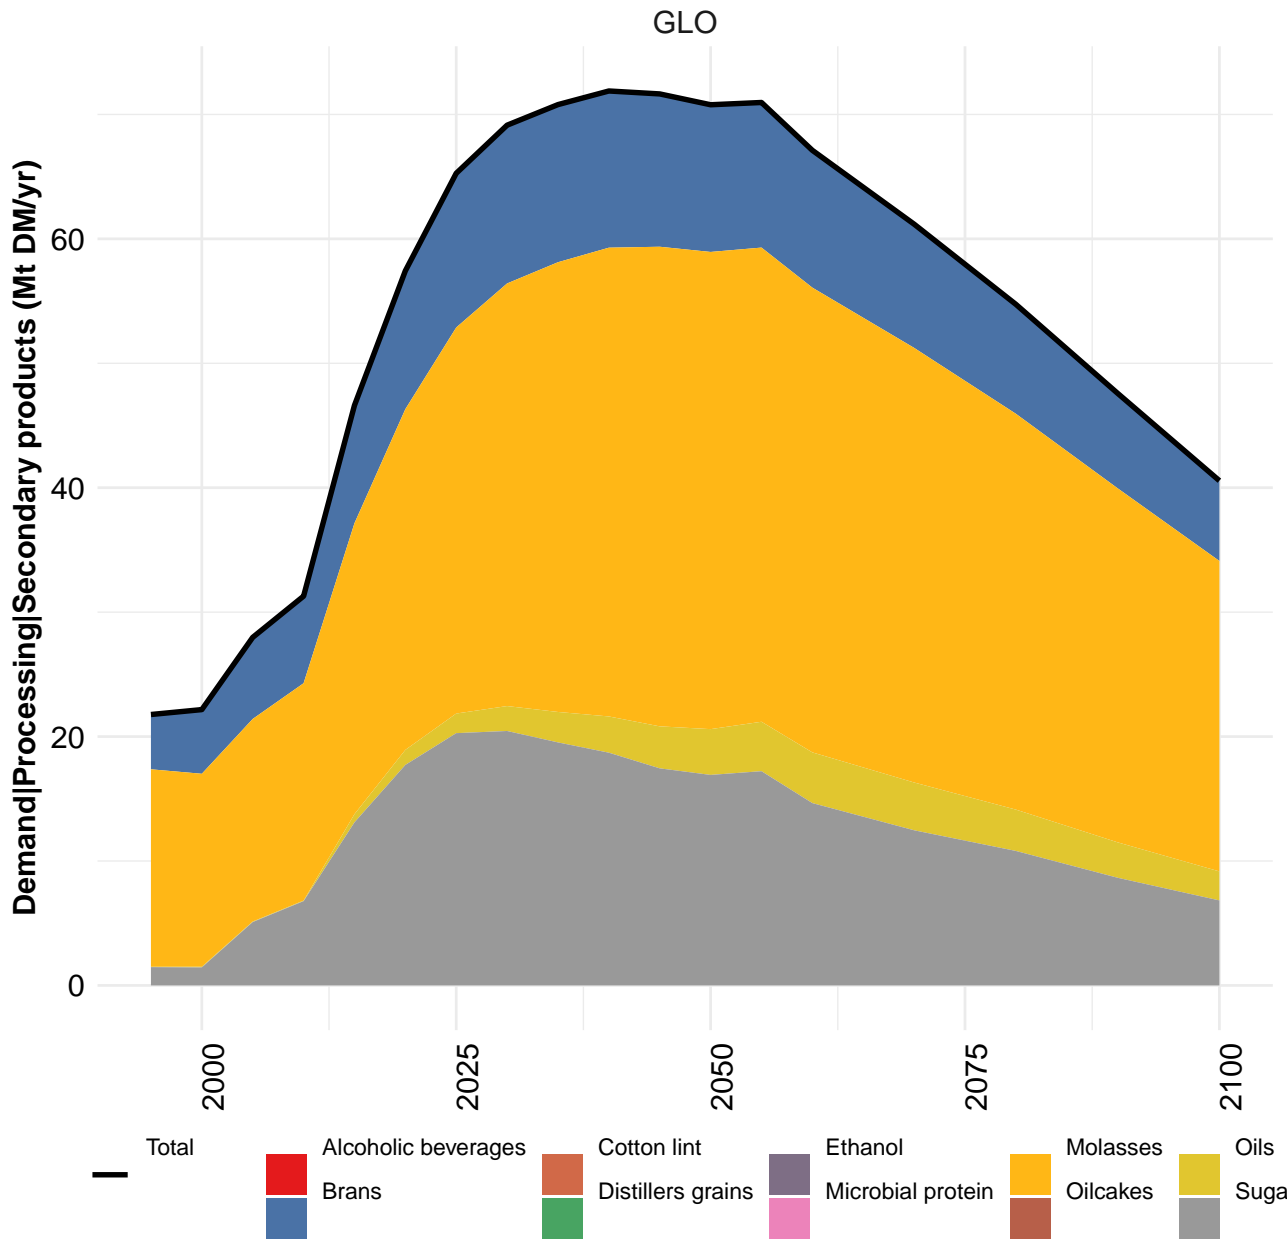 GLO
Demand|Processing|Secondary products (Mt DM/yr)
60
40
20
0
2000
2025
2050
2075
2100
Total
Alcoholic beverages
Brans
Cotton lint
Distillers grains
Ethanol
Microbial protein
Molasses
Oilcakes
Oils
Suga